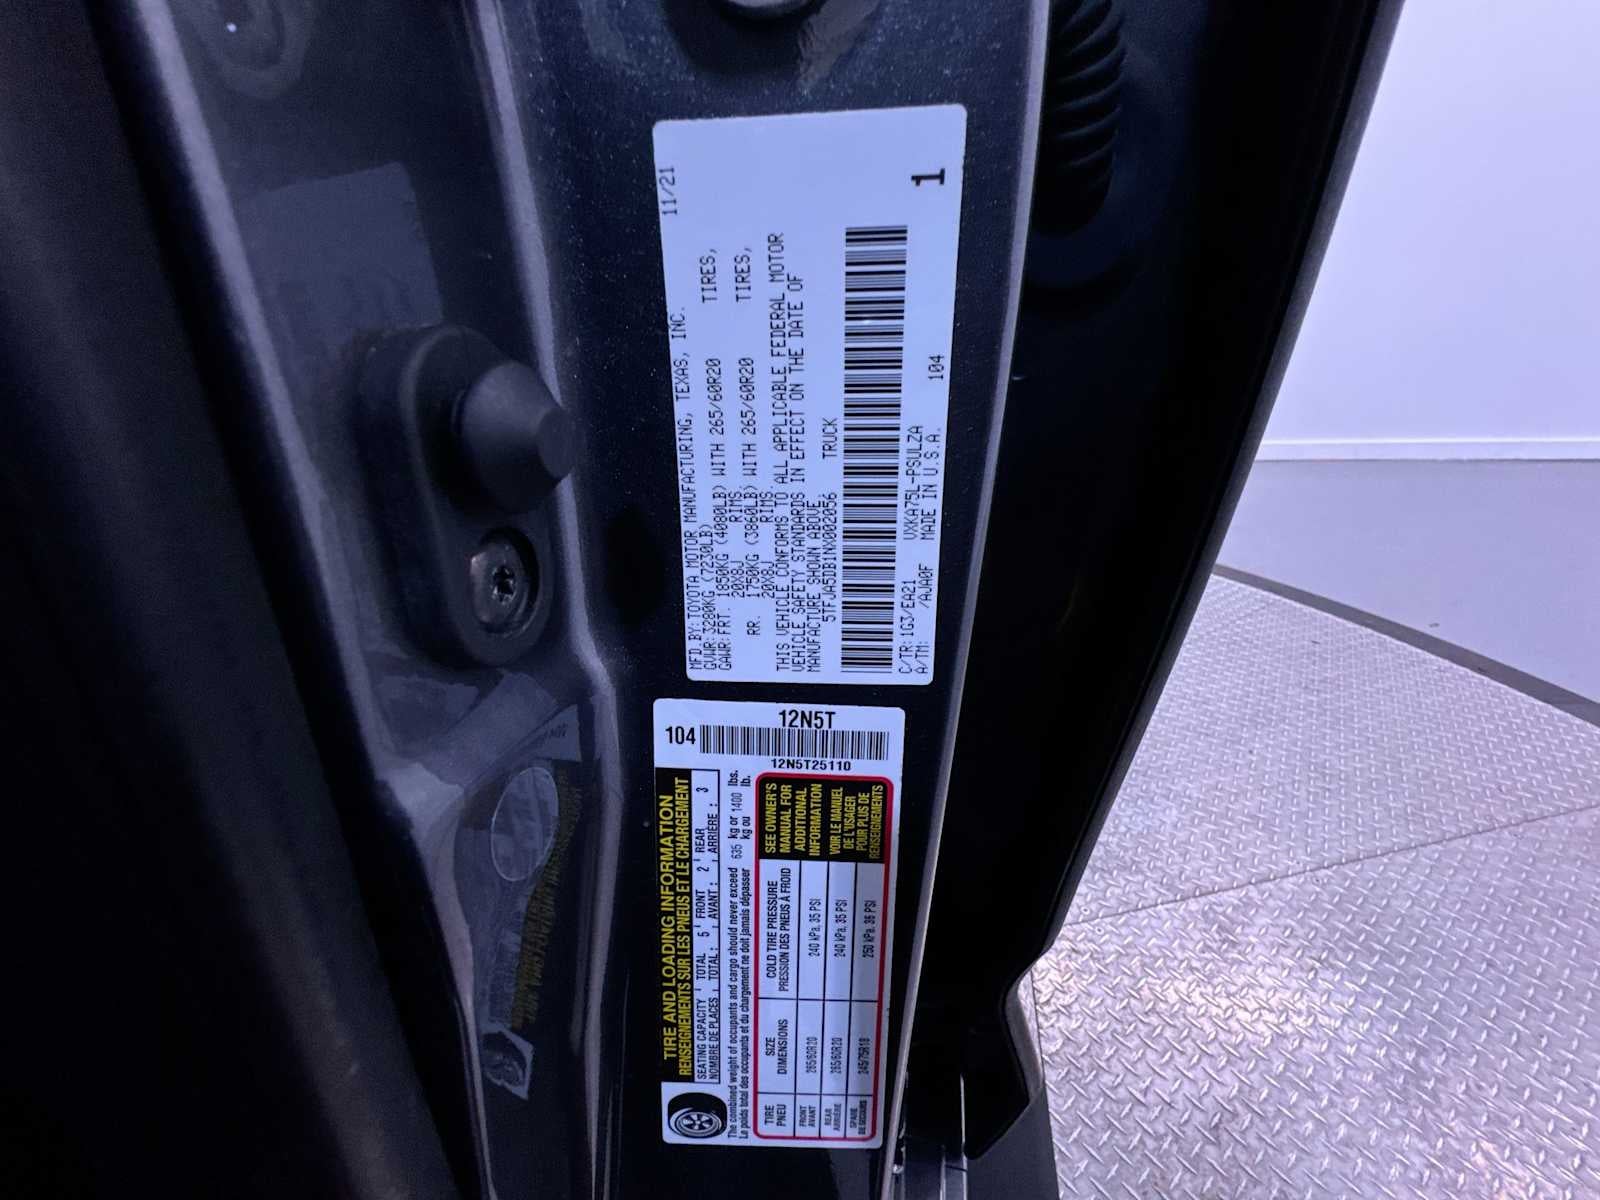 MFD. BY: TOYOTA MOTOR MANUFACTURING, TEXAS, INC. 11/21
GVWR: 3280KG (7230LB)
GAWR: FRT. 1850KG (4080LB) WITH 265/60R20 TIRES,
20X8J RIMS
RR. 1750KG (3860LB) WITH 265/60R20 TIRES,
20X8J RIMS.
THIS VEHICLE CONFORMS TO ALL APPLICABLE FEDERAL MOTOR
VEHICLE SAFETY STANDARDS IN EFFECT ON THE DATE OF
MANUFACTURE SHOWN ABOVE
5TFJA5DB1NX002056 TRUCK
C/TR: 1G3/EA21 VXKA75L-PSULZA
A/TM: /AJA0F MADE IN U.S.A. 104
1
12N5T
104
12N5T25110
TIRE AND LOADING INFORMATION
RENSEIGNEMENTS SUR LES PNEUS ET LE CHARGEMENT
SEATING CAPACITY TOTAL 5 FRONT 2 REAR 3
NOMBRE DE PLACES TOTAL: AVANT: ARRIÈRE:
The combined weight of occupants and cargo should never exceed 635 kg or 1400 lbs.
Le poids total des occupants et du chargement ne doit jamais dépasser kg ou lb.
TIRE SIZE COLD TIRE PRESSURE
PNEU DIMENSIONS PRESSION DES PNEUS À FROID
FRONT
AVANT 265/60R20 240 kPa, 35 PSI
REAR
ARRIÈRE 265/60R20 240 kPa, 35 PSI
SPARE
DE SECOURS 245/75R18 250 kPa, 36 PSI
SEE OWNER'S
MANUAL FOR
ADDITIONAL
INFORMATION
VOIR LE MANUEL
DE L'USAGER
POUR PLUS DE
RENSEIGNEMENTS